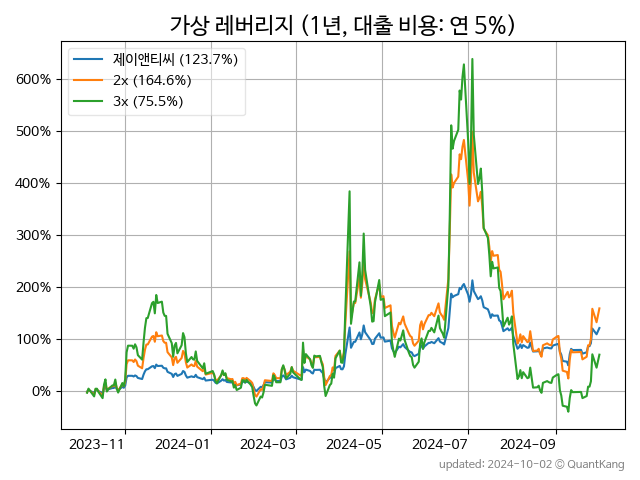 가상 레버리지 (1년, 대출 비용: 연 5%)
제이앤티씨 (123.7%)
2x (164.6%)
3x (75.5%)
600%
500%
400%
300%
200%
100%
0%
2023-11
2024-01
2024-03
2024-05
2024-07
2024-09
updated: 2024-10-02 © QuantKang